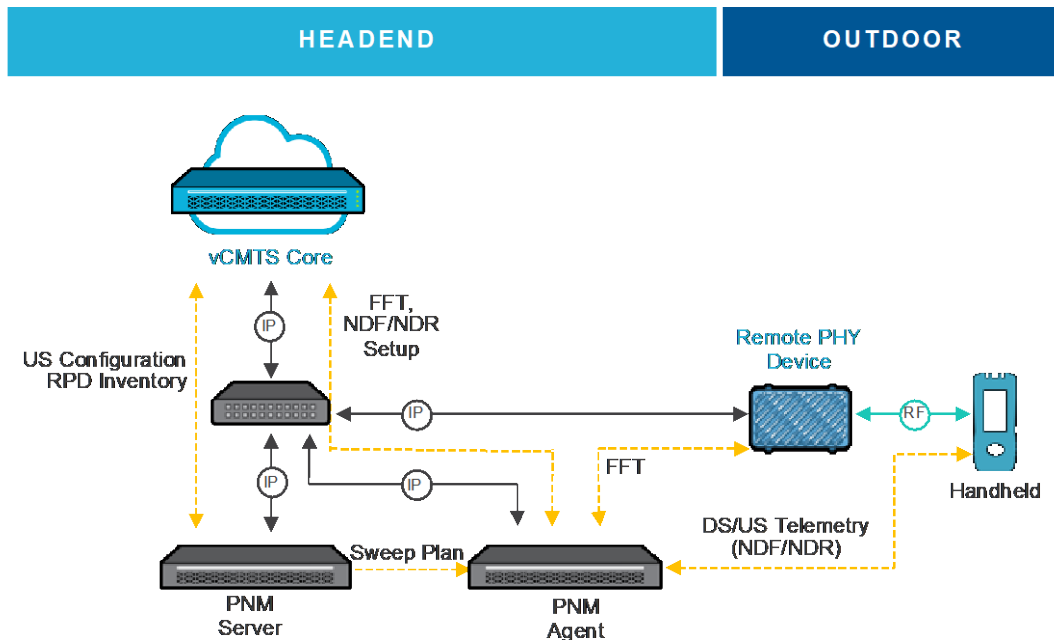 HEADEND
OUTDOOR
vCMTS Core
FFT,
NDF/NDR
Setup
IP
US Configuration
RPD Inventory
Remote PHY
Device
IP
RF
IP
IP
FFT
Handheld
DS/US Telemetry
(NDF/NDR)
Sweep Plan
PNM
Server
PNM
Agent